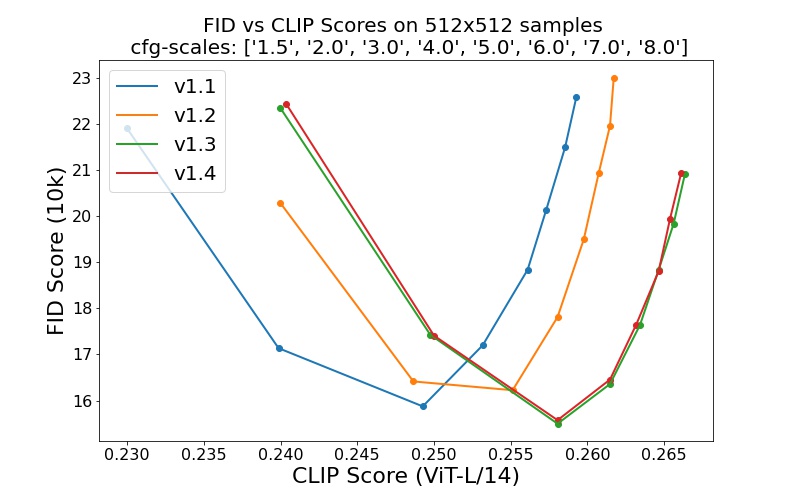 FID vs CLIP Scores on 512x512 samples
cfg-scales: ['1.5', '2.0', '3.0', '4.0', '5.0', '6.0', '7.0', '8.0']
v1.1
v1.2
v1.3
v1.4
FID Score (10k)
23
22
21
20
19
18
17
16
0.230 0.235 0.240 0.245 0.250 0.255 0.260 0.265
CLIP Score (ViT-L/14)